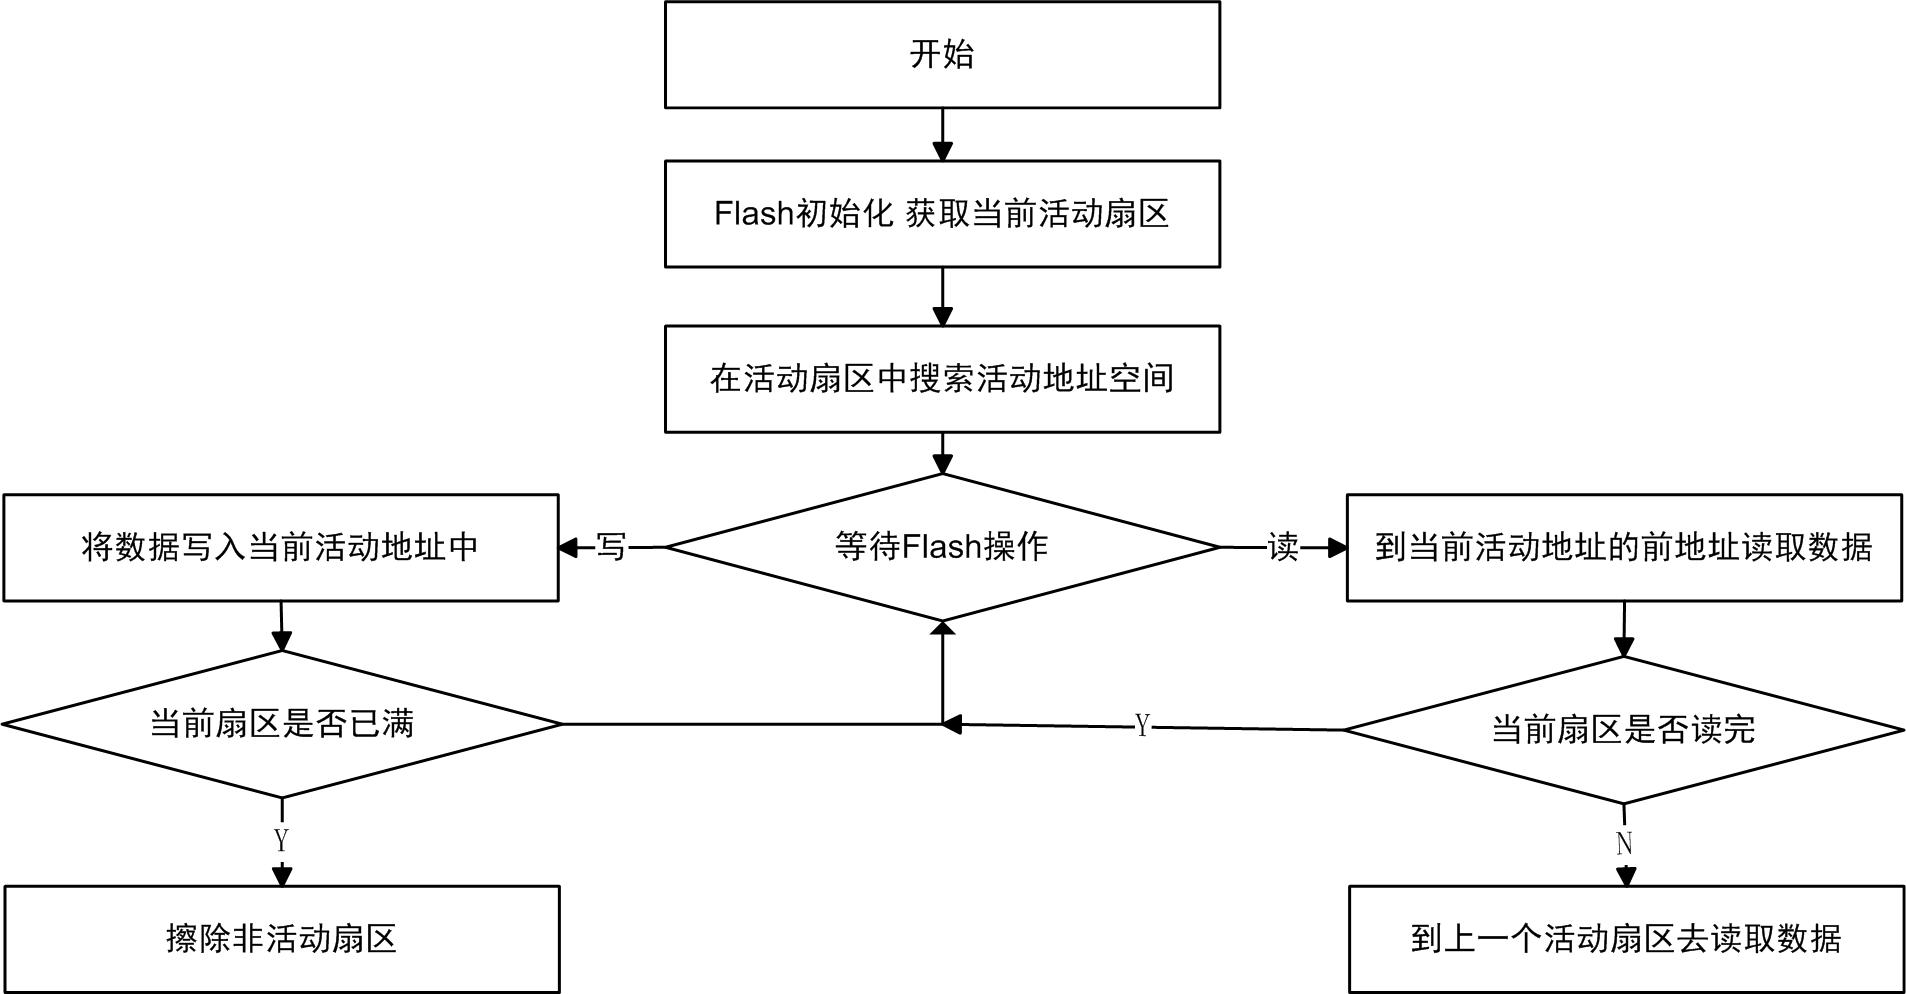 开始
Flash初始化 获取当前活动扇区
在活动扇区中搜索活动地址空间
将数据写入当前活动地址中
写
等待Flash操作
读
到当前活动地址的前地址读取数据
当前扇区是否已满
Y
当前扇区是否读完
Y
N
擦除非活动扇区
到上一个活动扇区去读取数据